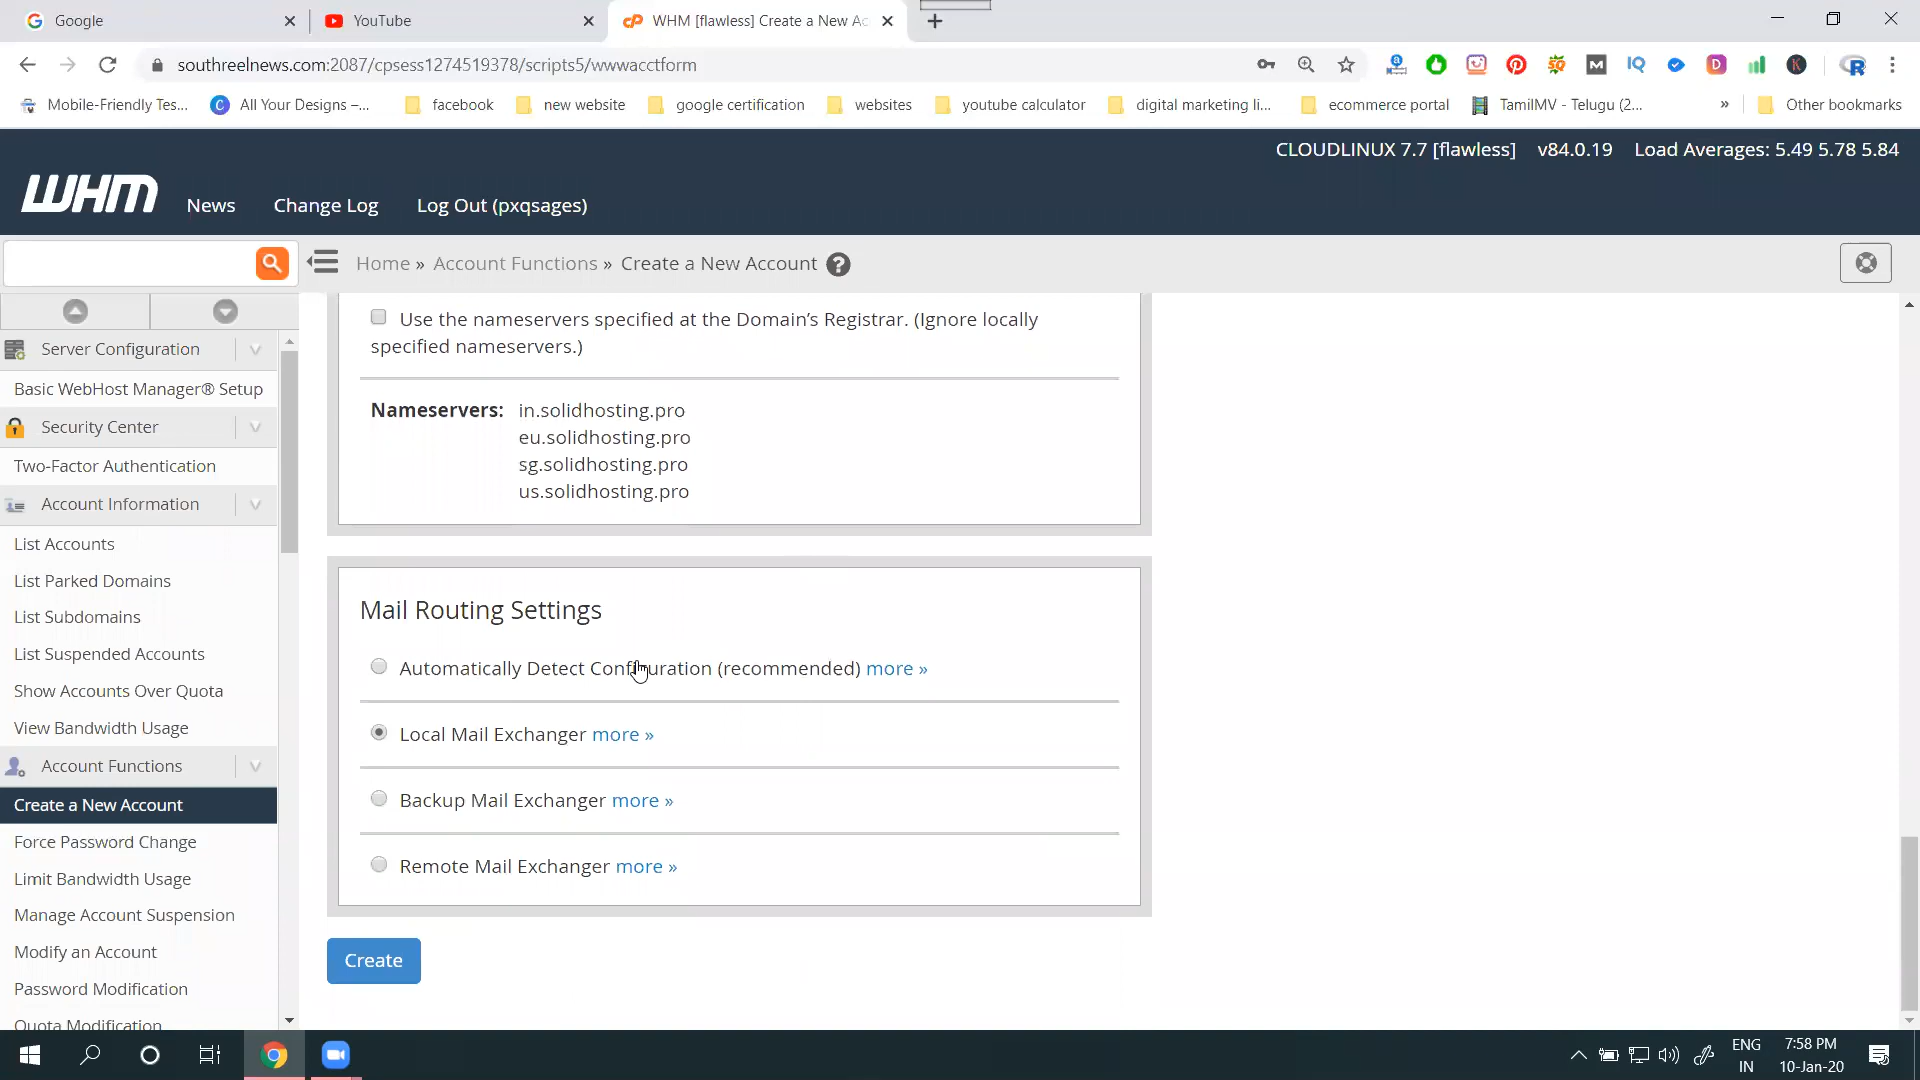 Google
YouTube
WHM [flawless] Create a New Ac
southreelnews.com:2087/cpsess1274519378/scripts5/wwwacctform
Mobile-Friendly Tes...
All Your Designs –...
facebook
new website
google certification
websites
youtube calculator
digital marketing li...
ecommerce portal
TamilMV - Telugu (2...
»
Other bookmarks
CLOUDLINUX 7.7 [flawless] v84.0.19 Load Averages: 5.49 5.78 5.84
WHM
News
Change Log
Log Out (pxqsages)
Home » Account Functions » Create a New Account
Server Configuration
Basic WebHost Manager® Setup
Security Center
Two-Factor Authentication
Account Information
List Accounts
List Parked Domains
List Subdomains
List Suspended Accounts
Show Accounts Over Quota
View Bandwidth Usage
Account Functions
Create a New Account
Force Password Change
Limit Bandwidth Usage
Manage Account Suspension
Modify an Account
Password Modification
Quota Modification
Use the nameservers specified at the Domain's Registrar. (Ignore locally
specified nameservers.)
Nameservers: in.solidhosting.pro
eu.solidhosting.pro
sg.solidhosting.pro
us.solidhosting.pro
Mail Routing Settings
Automatically Detect Configuration (recommended) more »
Local Mail Exchanger more »
Backup Mail Exchanger more »
Remote Mail Exchanger more »
Create
ENG
IN
7:58 PM
10-Jan-20